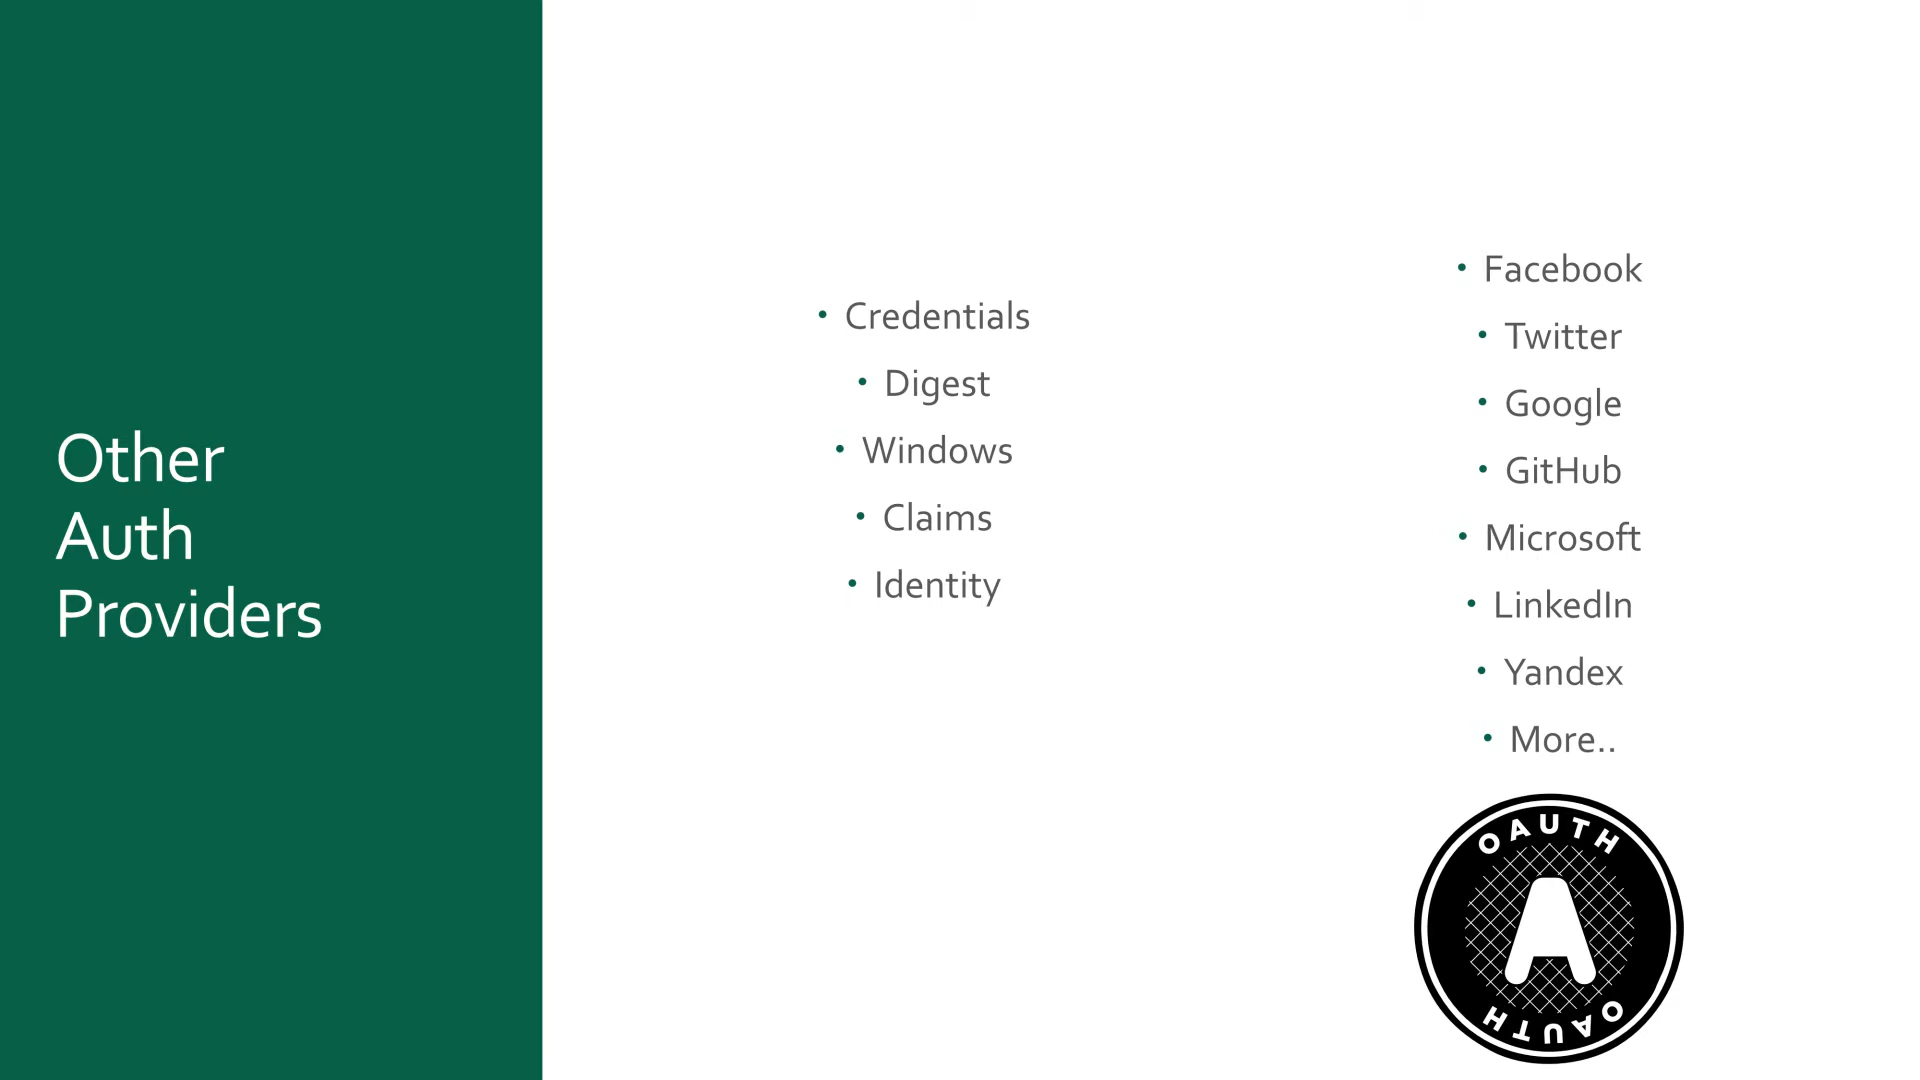 Other
Auth
Providers
• Credentials
• Digest
• Windows
• Claims
• Identity
• Facebook
• Twitter
• Google
• GitHub
• Microsoft
• LinkedIn
• Yandex
• More..
OAUTH
A
OAUTH